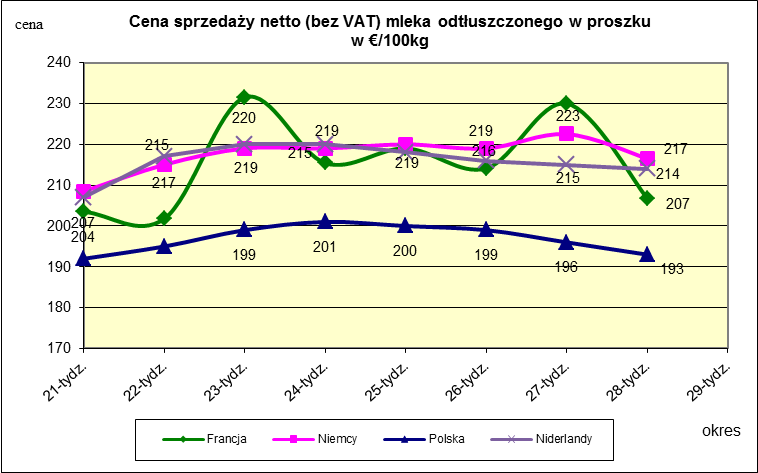 cena
Cena sprzedaży netto (bez VAT) mleka odtłuszczonego w proszku
w €/100kg
240
230
220
210
200
190
180
170
220
223
215
219
219
217
215
219
216
217
219
215
214
207
207
204
199
201
200
199
196
193
21-tydz.
22-tydz.
23-tydz.
24-tydz.
25-tydz.
26-tydz.
27-tydz.
28-tydz.
29-tydz.
okres
Francja
Niemcy
Polska
Niderlandy